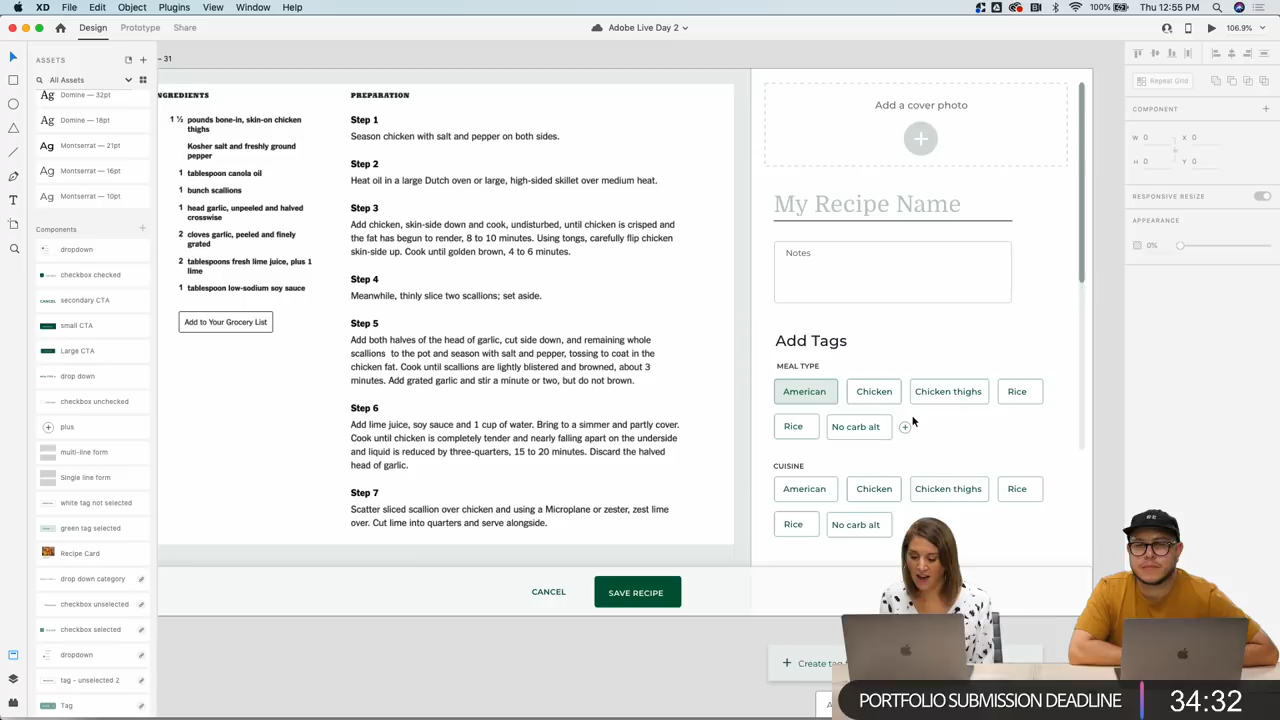 XD File Edit Object Plugins View Window Help
100% Thu 12:55 PM
Design Prototype Share
Adobe Live Day 2
106.9%
ASSETS
All Assets
Ag Domine — 32pt
Ag Domine — 18pt
Ag Montserrat — 21pt
Ag Montserrat — 16pt
Ag Montserrat — 10pt
Components
dropdown
checkbox checked
CANCEL secondary CTA
small CTA
Large CTA
drop down
checkbox unchecked
plus
multi-line form
Single line form
white tag not selected
green tag selected
Recipe Card
drop down category
checkbox unselected
checkbox selected
dropdown
tag - unselected 2
Tag
– 31
NGREDIENTS
1 ½ pounds bone-in, skin-on chicken
thighs
Kosher salt and freshly ground
pepper
1 tablespoon canola oil
1 bunch scallions
1 head garlic, unpeeled and halved
crosswise
2 cloves garlic, peeled and finely
grated
2 tablespoons fresh lime juice, plus 1
lime
1 tablespoon low-sodium soy sauce
Add to Your Grocery List
PREPARATION
Step 1
Season chicken with salt and pepper on both sides.
Step 2
Heat oil in a large Dutch oven or large, high-sided skillet over medium heat.
Step 3
Add chicken, skin-side down and cook, undisturbed, until chicken is crisped and
the fat has begun to render, 8 to 10 minutes. Using tongs, carefully flip chicken
skin-side up. Cook until golden brown, 4 to 6 minutes.
Step 4
Meanwhile, thinly slice two scallions; set aside.
Step 5
Add both halves of the head of garlic, cut side down, and remaining whole
scallions to the pot and season with salt and pepper, tossing to coat in the
chicken fat. Cook until scallions are lightly blistered and browned, about 3
minutes. Add grated garlic and stir a minute or two, but do not brown.
Step 6
Add lime juice, soy sauce and 1 cup of water. Bring to a simmer and partly cover.
Cook until chicken is completely tender and nearly falling apart on the underside
and liquid is reduced by three-quarters, 15 to 20 minutes. Discard the halved
head of garlic.
Step 7
Scatter sliced scallion over chicken and using a Microplane or zester, zest lime
over. Cut lime into quarters and serve alongside.
CANCEL SAVE RECIPE
Add a cover photo
My Recipe Name
Notes
Add Tags
MEAL TYPE
American Chicken Chicken thighs Rice
Rice No carb alt
CUISINE
American Chicken Chicken thighs Rice
Rice No carb alt
+ Create ta
Repeat Grid
COMPONENT
W 0 X 0
H 0 Y 0
RESPONSIVE RESIZE
APPEARANCE
0%
PORTFOLIO SUBMISSION DEADLINE 34:32